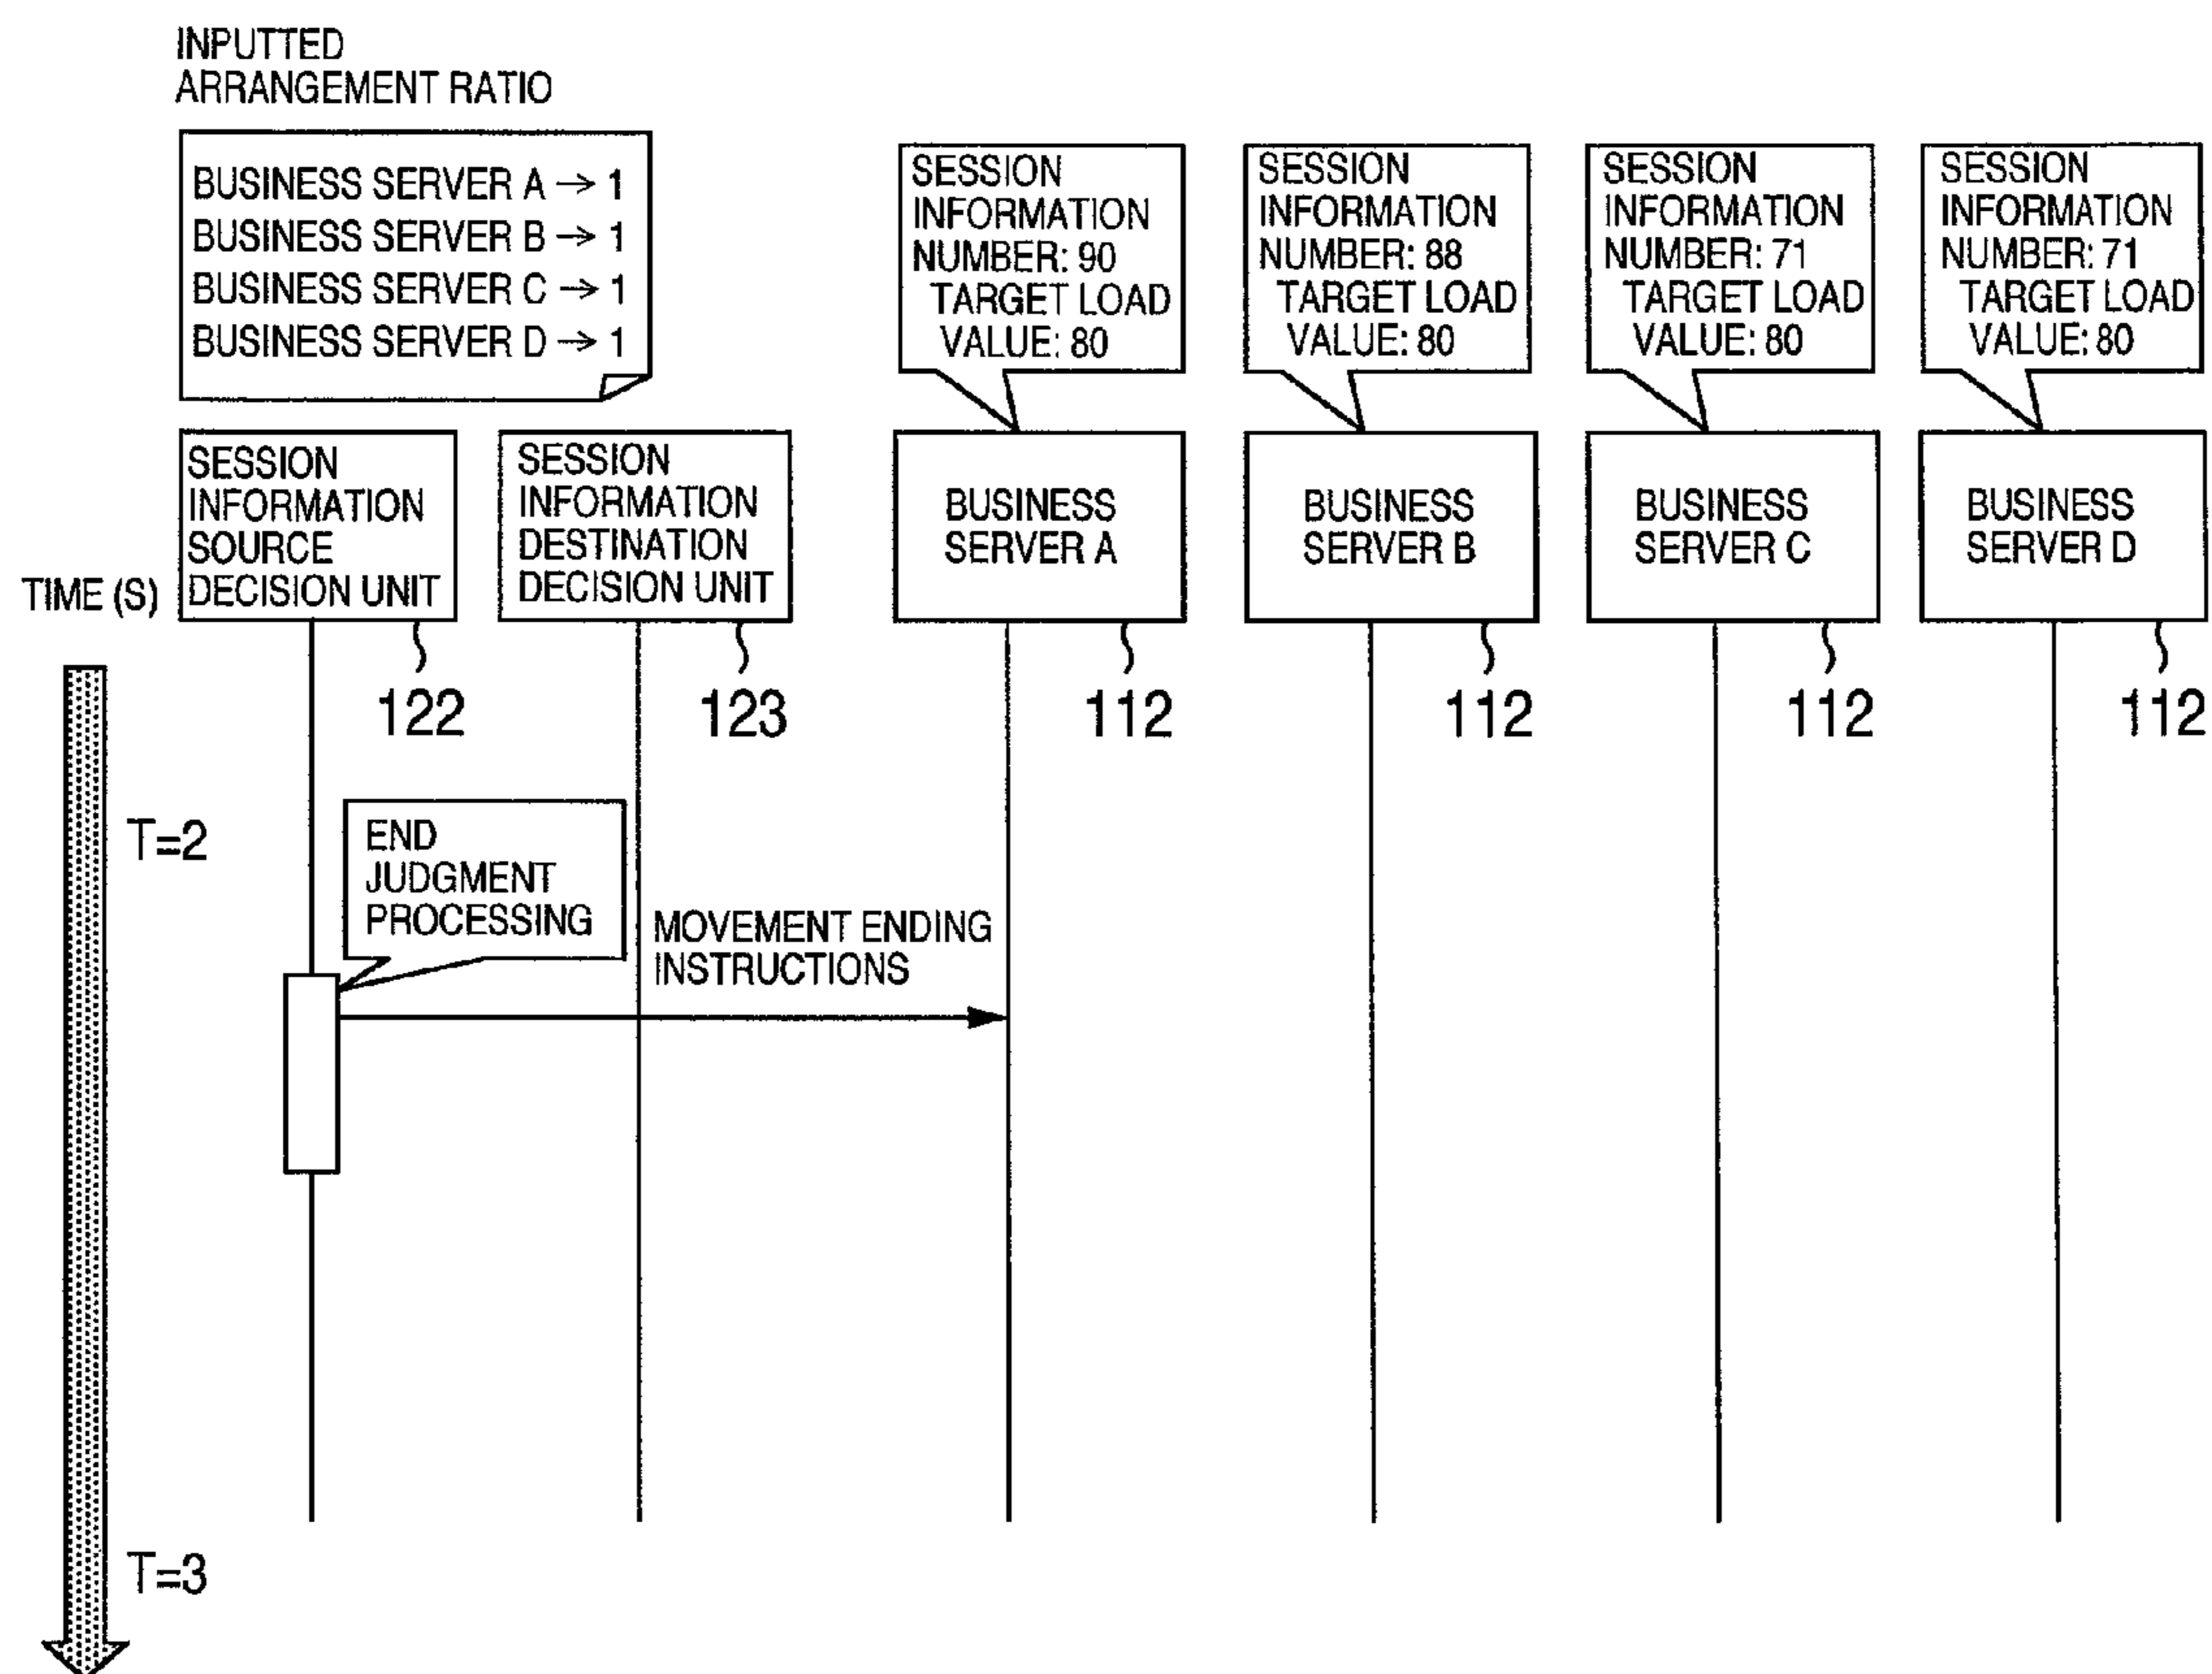 INPUTTED
ARRANGEMENT RATIO
BUSINESS SERVER A → 1
BUSINESS SERVER B → 1
BUSINESS SERVER C → 1
BUSINESS SERVER D → 1
SESSION
INFORMATION
NUMBER: 90
TARGET LOAD
VALUE: 80
SESSION
INFORMATION
NUMBER: 88
TARGET LOAD
VALUE: 80
SESSION
INFORMATION
NUMBER: 71
TARGET LOAD
VALUE: 80
SESSION
INFORMATION
NUMBER: 71
TARGET LOAD
VALUE: 80
TIME (S)
SESSION
INFORMATION
SOURCE
DECISION UNIT
SESSION
INFORMATION
DESTINATION
DECISION UNIT
BUSINESS
SERVER A
BUSINESS
SERVER B
BUSINESS
SERVER C
BUSINESS
SERVER D
122
123
112
112
112
112
T=2
END
JUDGMENT
PROCESSING
MOVEMENT ENDING
INSTRUCTIONS
T=3